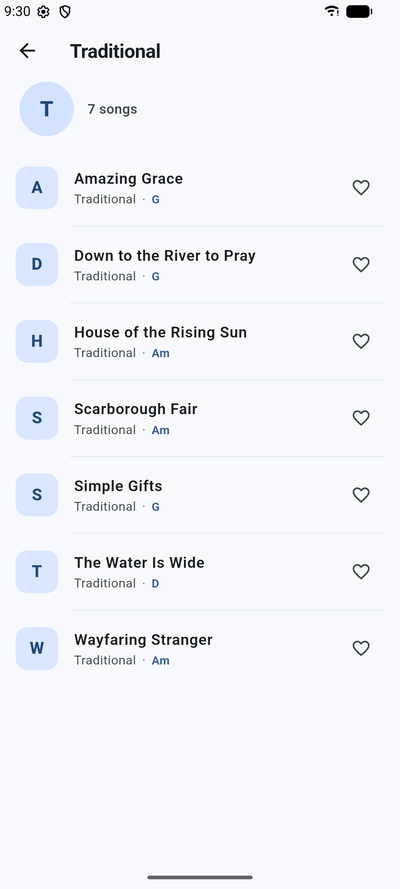 9:30
Traditional
T
7 songs
A
Amazing Grace
Traditional · G
D
Down to the River to Pray
Traditional · G
H
House of the Rising Sun
Traditional · Am
S
Scarborough Fair
Traditional · Am
S
Simple Gifts
Traditional · G
T
The Water Is Wide
Traditional · D
W
Wayfaring Stranger
Traditional · Am